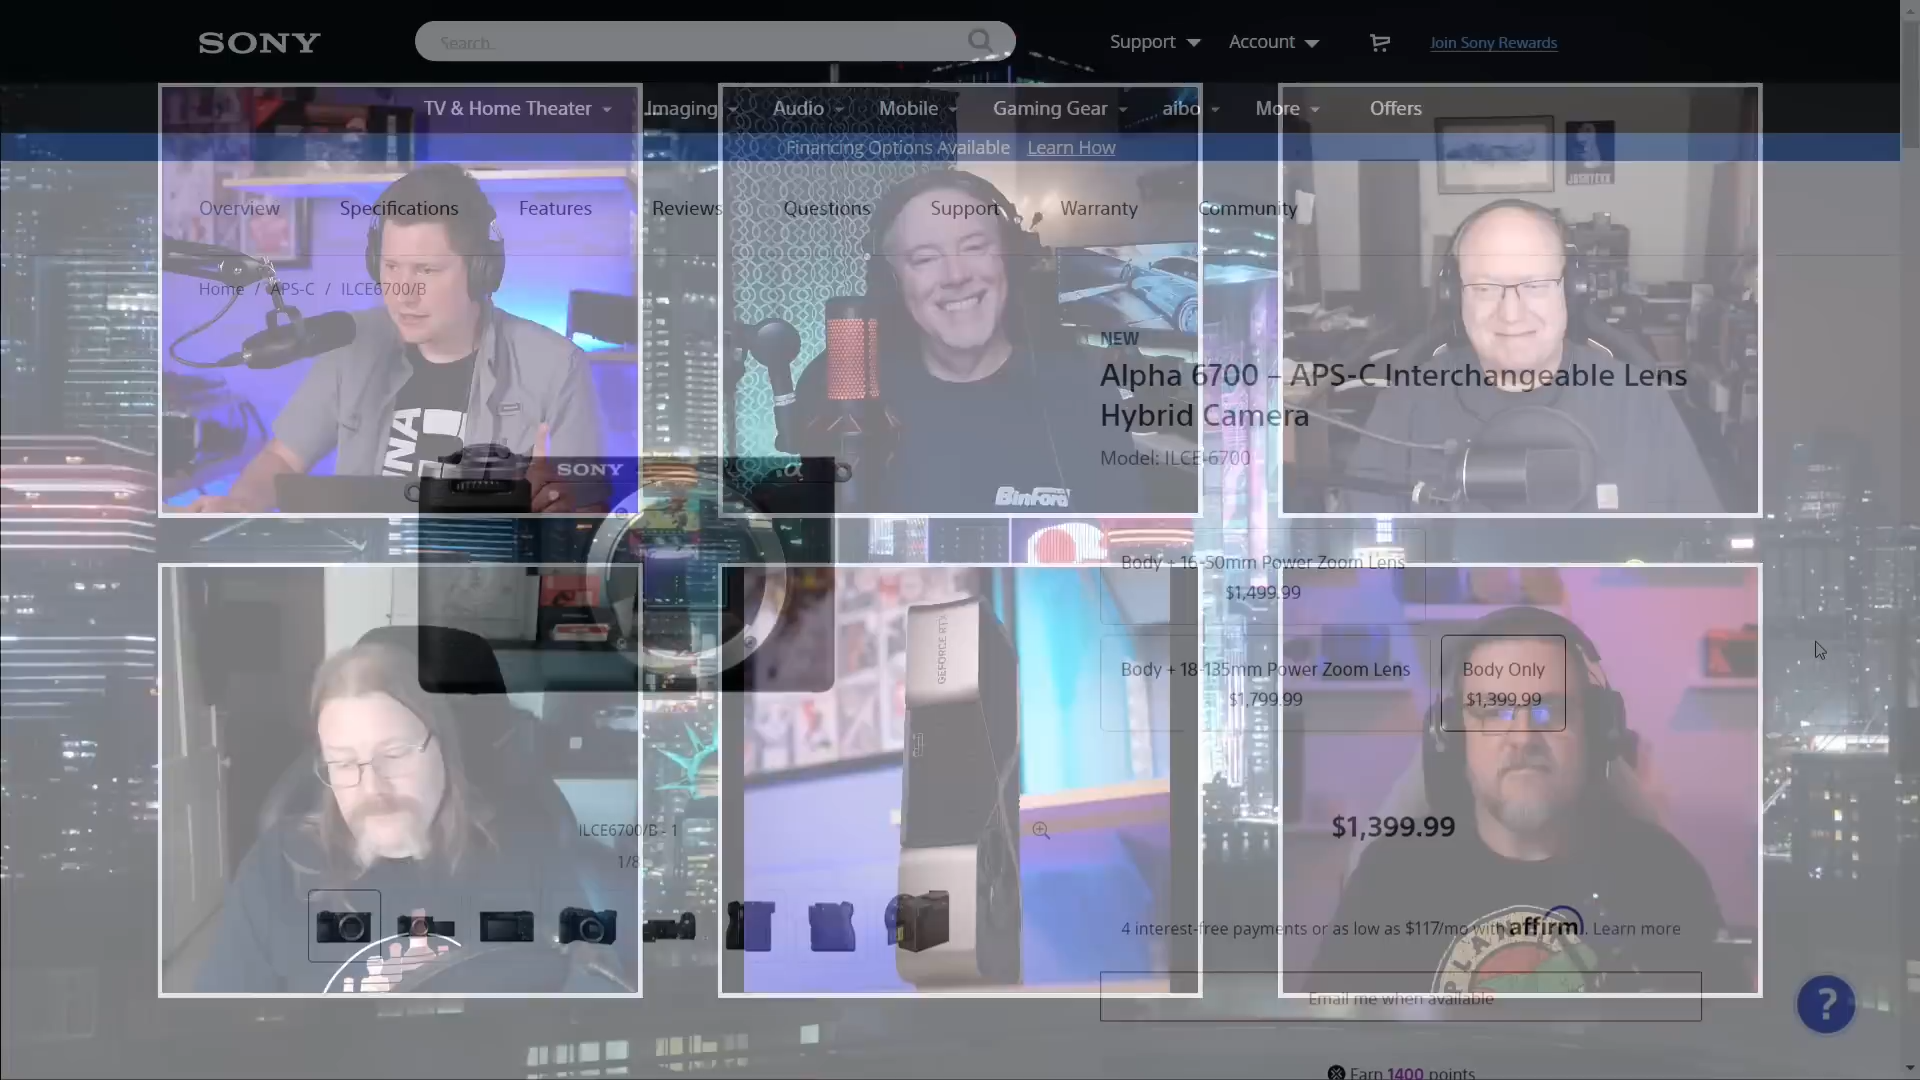 SONY
Search..
Support
Account
Join Sony Rewards
TV & Home Theater
Imaging
Audio
Mobile
Gaming Gear
aibo
More
Offers
Financing Options Available Learn How
Overview
Specifications
Features
Reviews
Questions
Support
Warranty
Community
Home / APS-C / ILCE6700/B
NEW
Alpha 6700 – APS-C Interchangeable Lens
Hybrid Camera
Model: ILCE-6700
SONY
α
Binford
Body + 16-50mm Power Zoom Lens
$1,499.99
Body + 18-135mm Power Zoom Lens
$1,799.99
Body Only
$1,399.99
GEFORCE RTX
ILCE6700/B - 1
1/8
$1,399.99
4 interest-free payments or as low as $117/mo with affirm. Learn more
Email me when available
?
Earn 1400 points